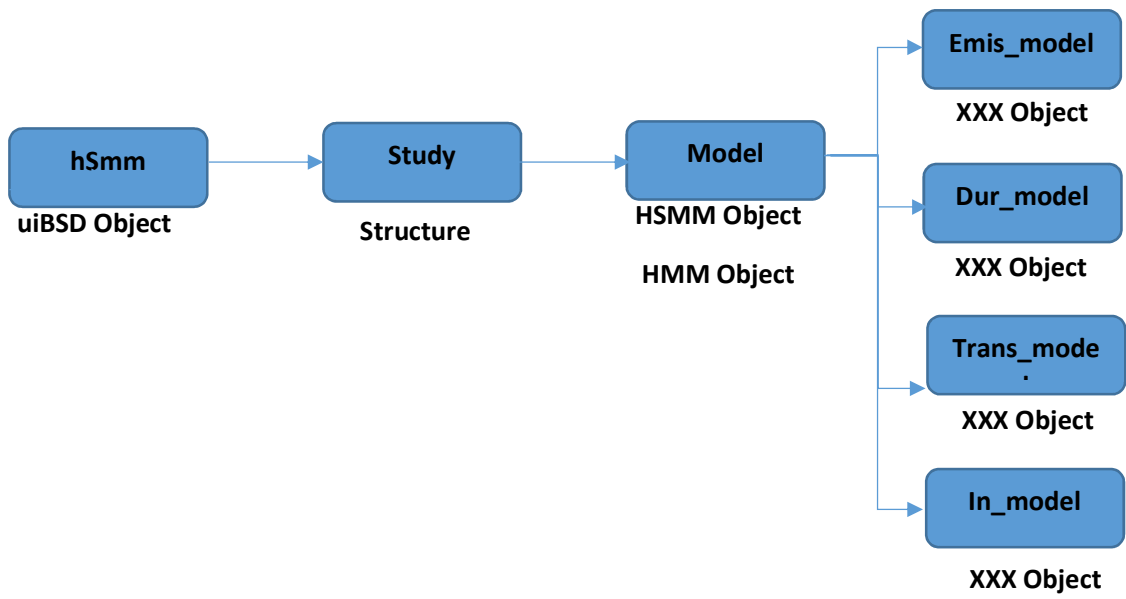 hSmm
uiBSD Object
Study
Structure
Model
HSMM Object
HMM Object
Emis_model
XXX Object
Dur_model
XXX Object
Trans_mode
XXX Object
In_model
XXX Object